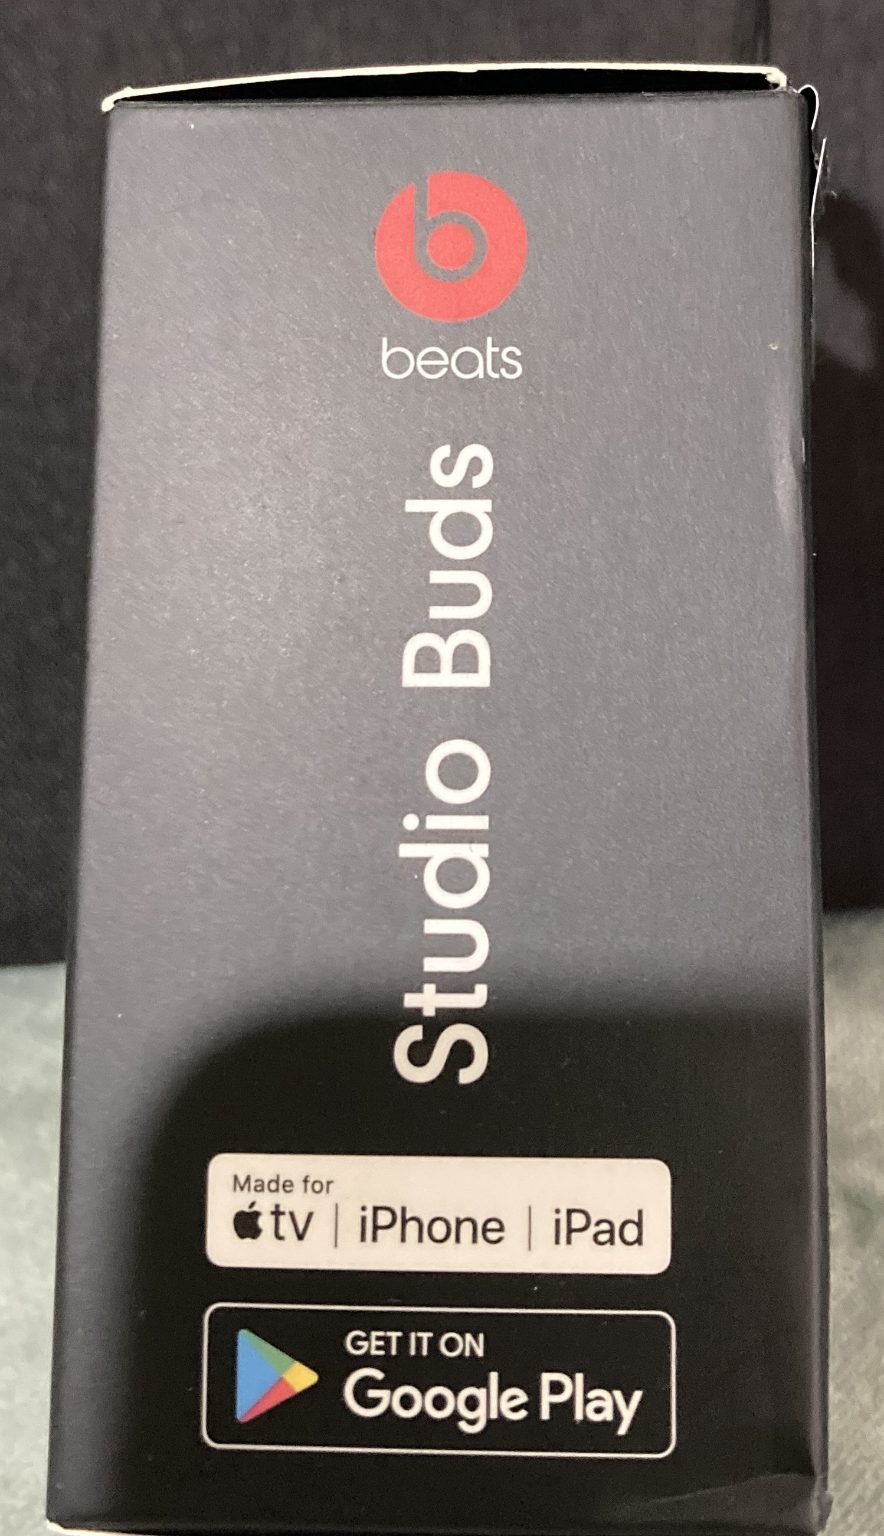 beats
Studio Buds
Made for
tv | iPhone | iPad
GET IT ON
Google Play